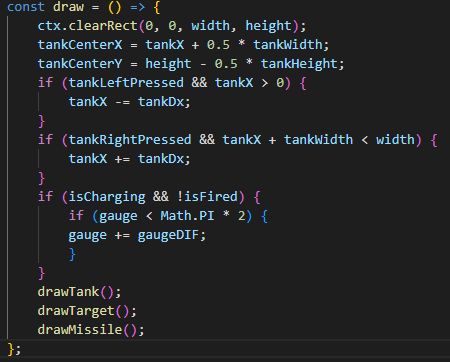 const draw = () => {
    ctx.clearRect(0, 0, width, height);
    tankCenterX = tankX + 0.5 * tankWidth;
    tankCenterY = height - 0.5 * tankHeight;
    if (tankLeftPressed && tankX > 0) {
        tankX -= tankDx;
    }
    if (tankRightPressed && tankX + tankWidth < width) {
        tankX += tankDx;
    }
    if (isCharging && !isFired) {
        if (gauge < Math.PI * 2) {
        gauge += gaugeDIF;
        }
    }
    drawTank();
    drawTarget();
    drawMissile();
};